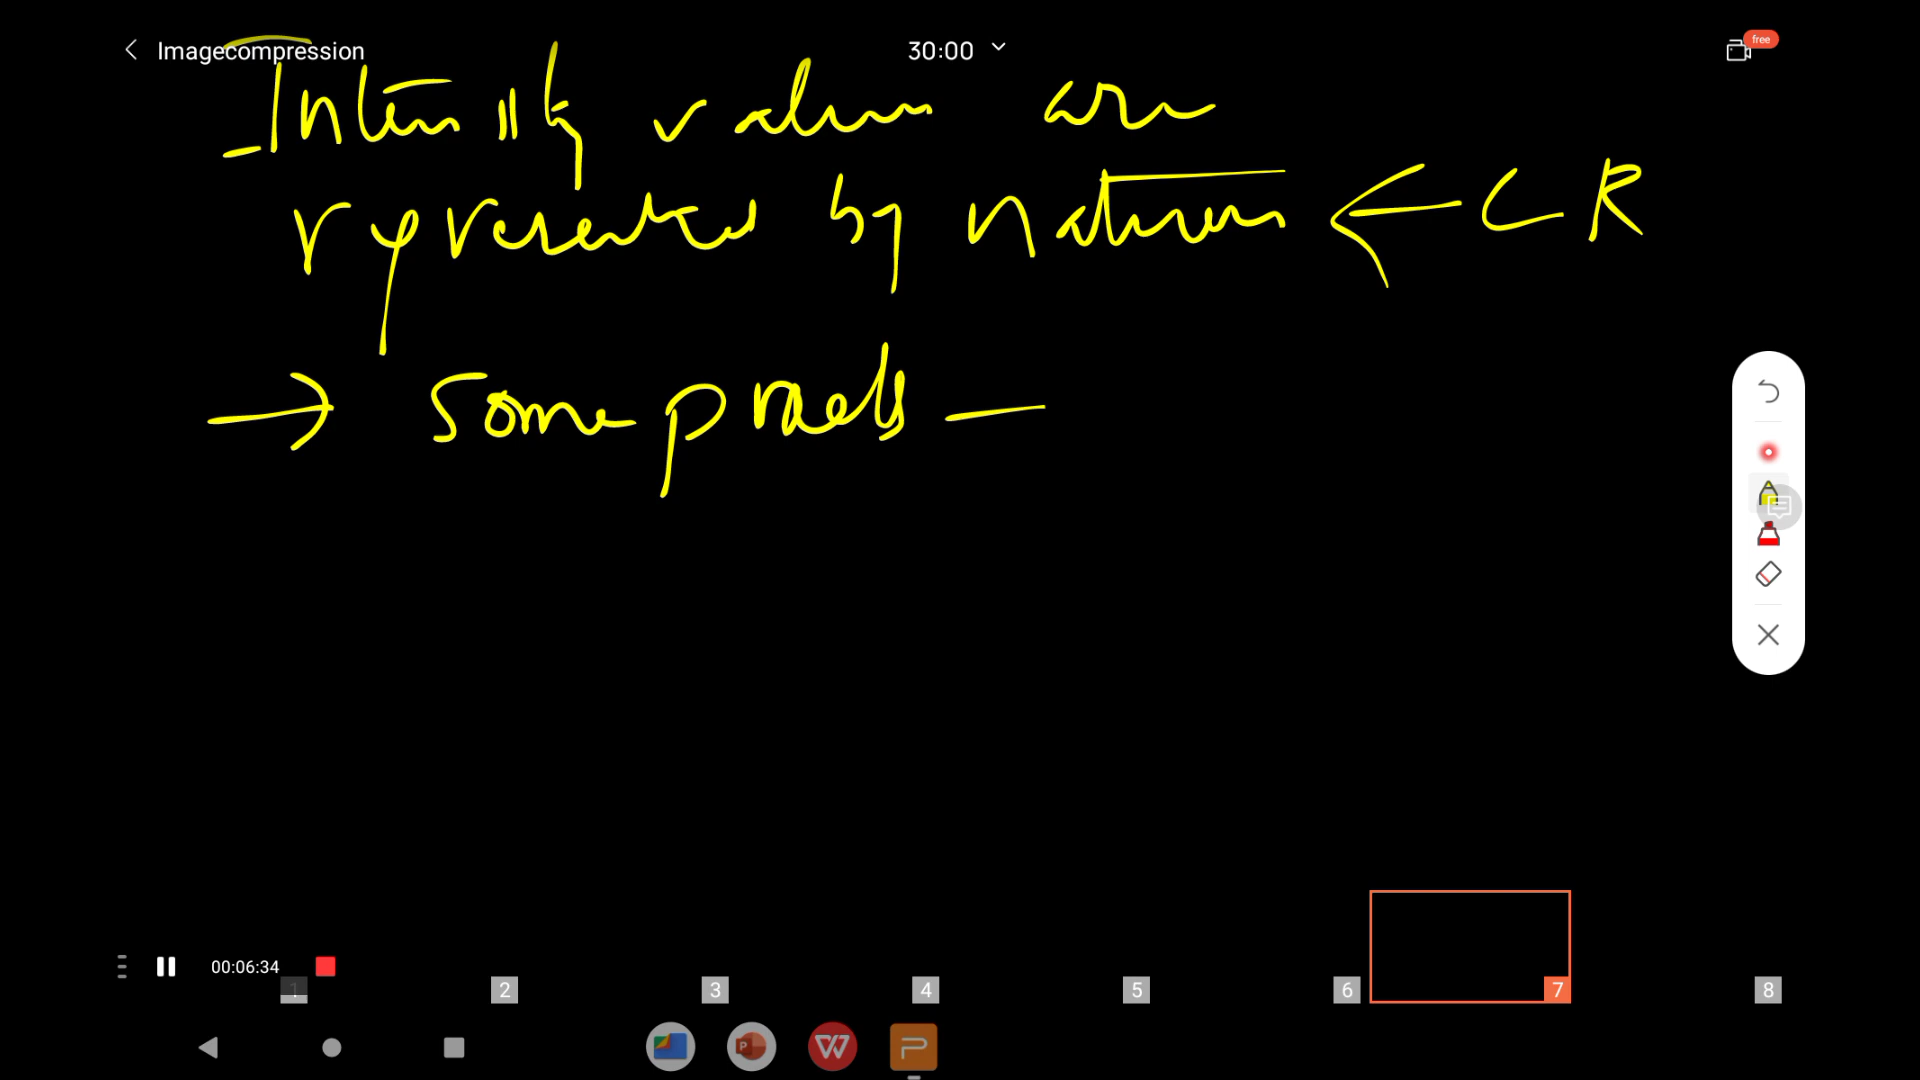 Imagecompression
30:00
free
Intensity values are
represented by nature ← CR
→ some pixels —
00:06:34
1 2 3 4 5 6 7 8